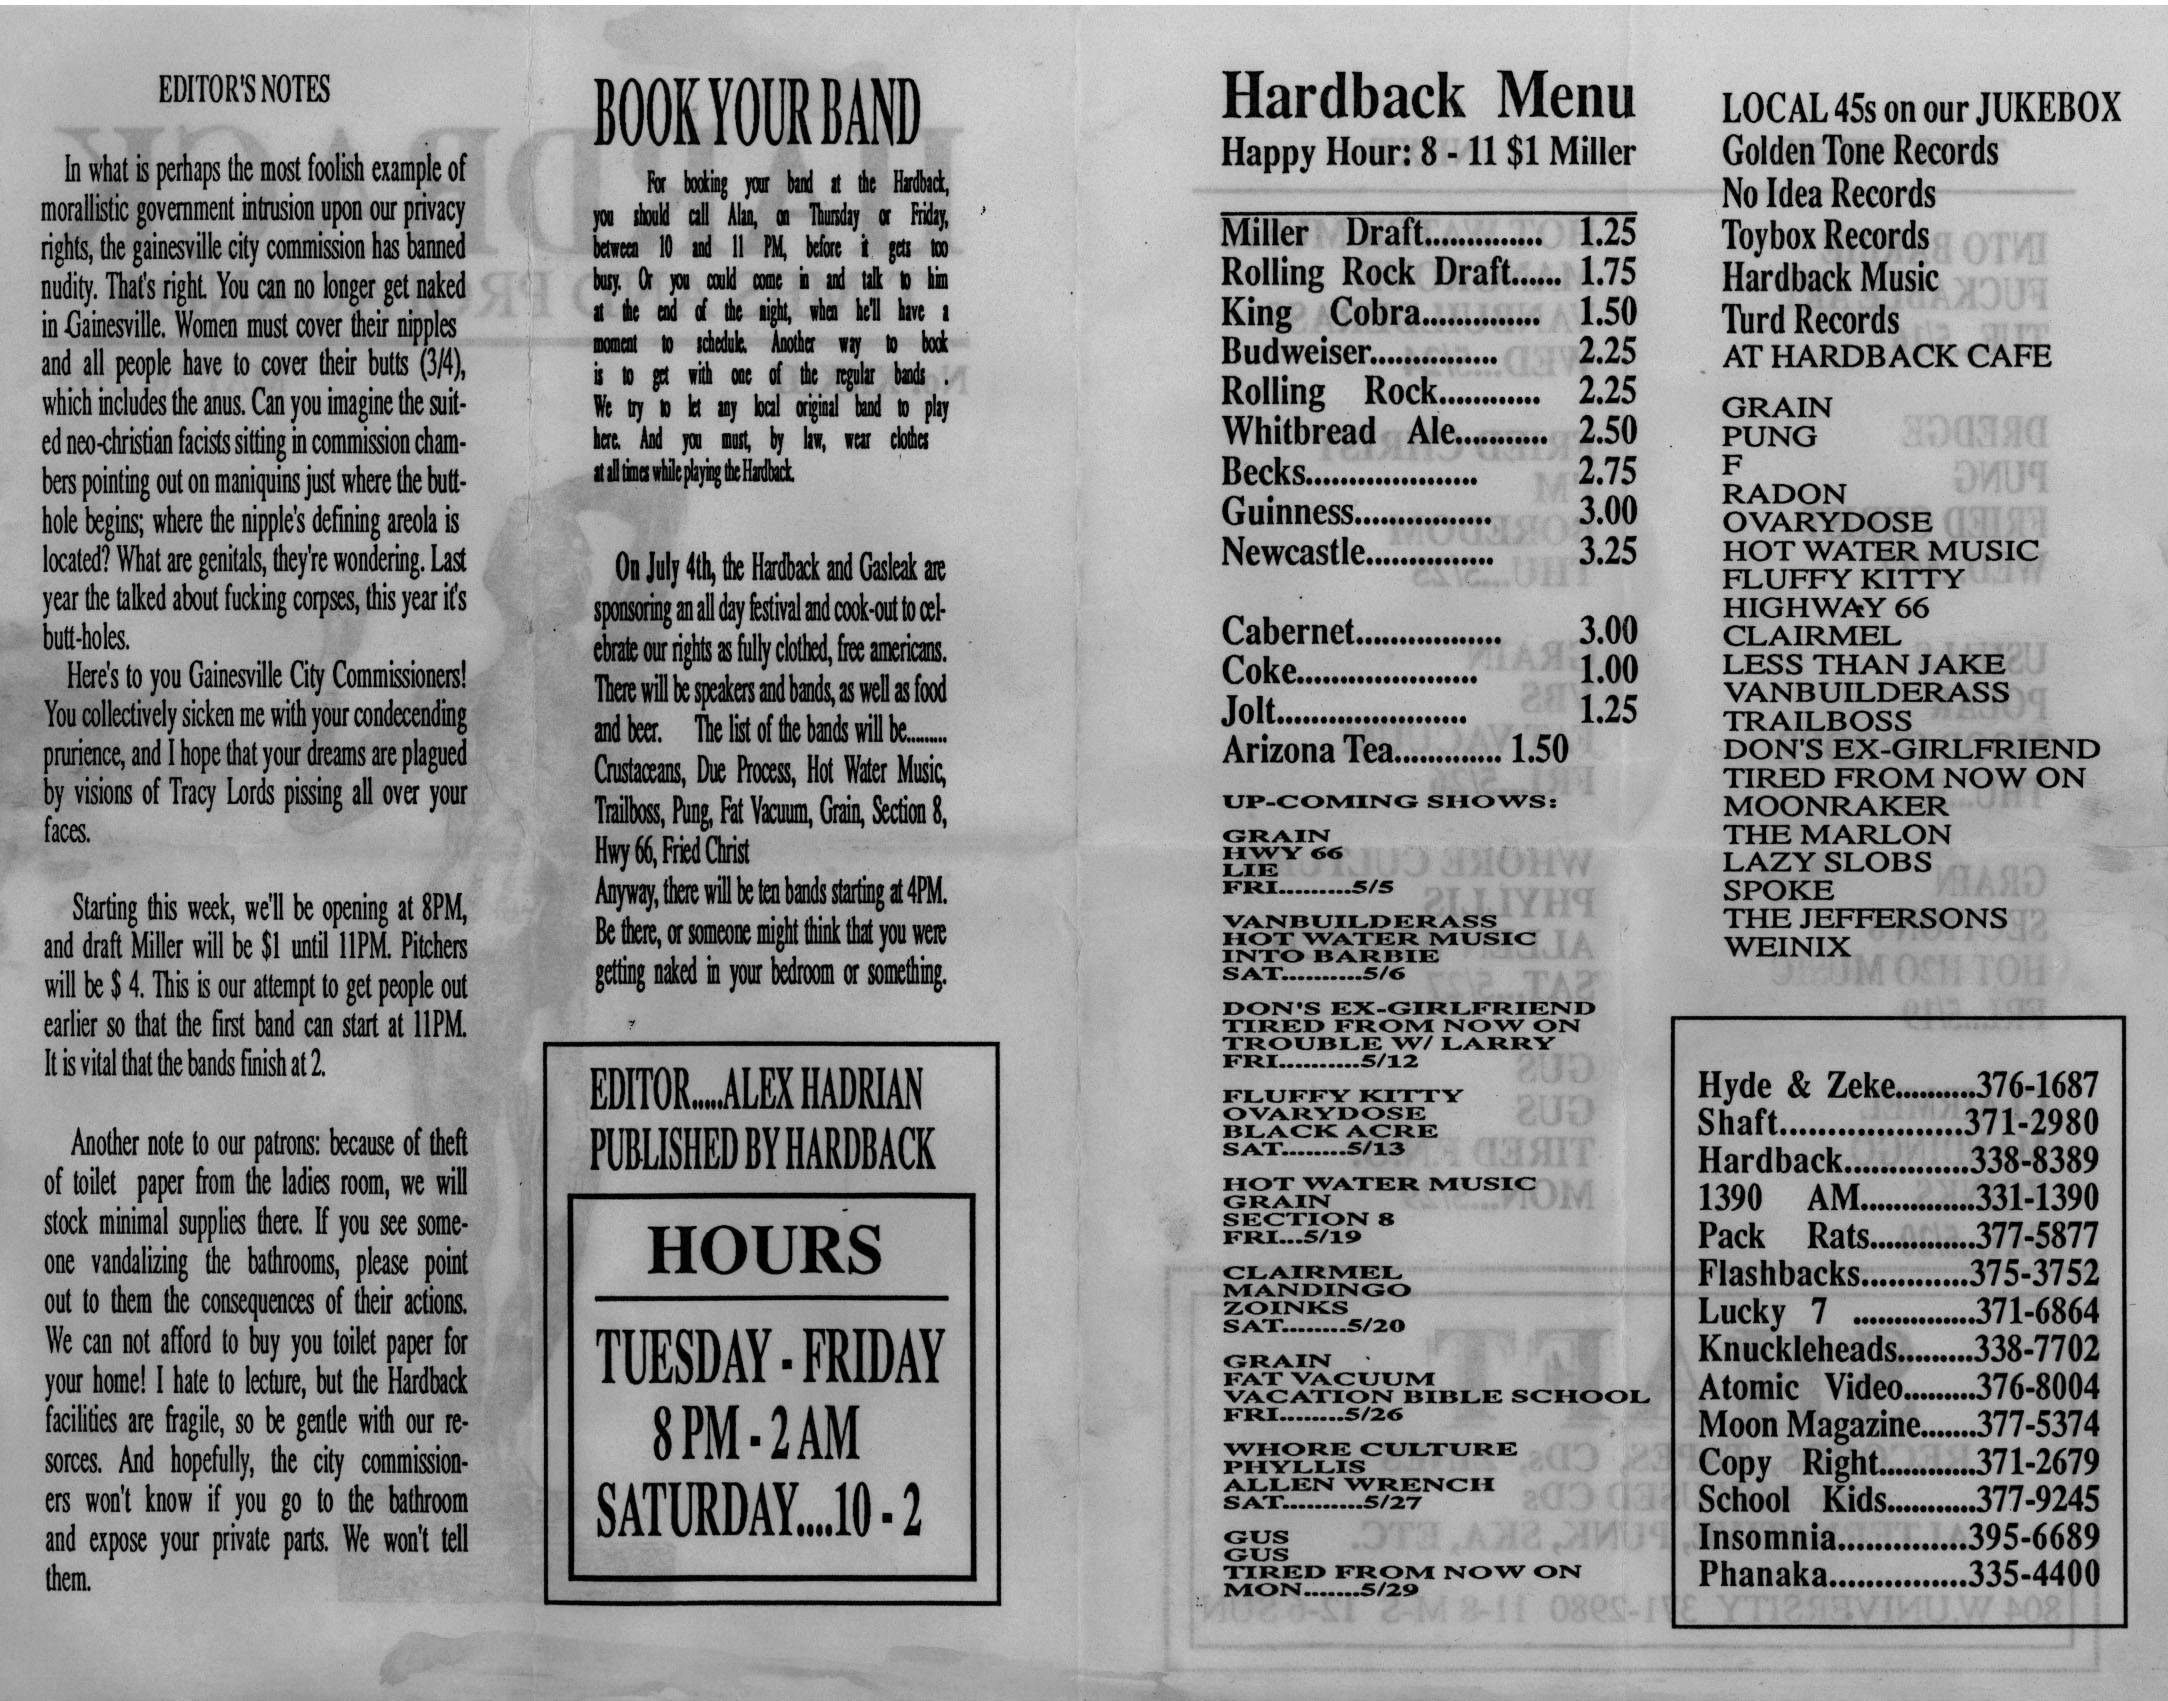 EDITOR'S NOTES
In what is perhaps the most foolish example of
morallistic government intrusion upon our privacy
rights, the gainesville city commission has banned
nudity. That's right. You can no longer get naked
in Gainesville. Women must cover their nipples
and all people have to cover their butts (3/4),
which includes the anus. Can you imagine the suit-
ed neo-christian facists sitting in commission cham-
bers pointing out on maniquins just where the butt-
hole begins; where the nipple's defining areola is
located? What are genitals, they're wondering. Last
year the talked about fucking corpses, this year it's
butt-holes.
Here's to you Gainesville City Commissioners!
You collectively sicken me with your condecending
prurience, and I hope that your dreams are plagued
by visions of Tracy Lords pissing all over your
faces.
Starting this week, we'll be opening at 8PM,
and draft Miller will be $1 until 11PM. Pitchers
will be $ 4. This is our attempt to get people out
earlier so that the first band can start at 11PM.
It is vital that the bands finish at 2.
Another note to our patrons: because of theft
of toilet paper from the ladies room, we will
stock minimal supplies there. If you see some-
one vandalizing the bathrooms, please point
out to them the consequences of their actions.
We can not afford to buy you toilet paper for
your home! I hate to lecture, but the Hardback
facilities are fragile, so be gentle with our re-
sorces. And hopefully, the city commission-
ers won't know if you go to the bathroom
and expose your private parts. We won't tell
them.
BOOK YOUR BAND
For booking your band at the Hardback,
you should call Alan, on Thursday or Friday,
between 10 and 11 PM, before it gets too
busy. Or you could come in and talk to him
at the end of the night, when he'll have a
moment to schedule. Another way to book
is to get with one of the regular bands .
We try to let any local original band to play
here. And you must, by law, wear clothes
at all times while playing the Hardback.
On July 4th, the Hardback and Gasleak are
sponsoring an all day festival and cook-out to cel-
ebrate our rights as fully clothed, free americans.
There will be speakers and bands, as well as food
and beer. The list of the bands will be.........
Crustaceans, Due Process, Hot Water Music,
Trailboss, Pung, Fat Vacuum, Grain, Section 8,
Hwy 66, Fried Christ
Anyway, there will be ten bands starting at 4PM.
Be there, or someone might think that you were
getting naked in your bedroom or something.
EDITOR.....ALEX HADRIAN
PUBLISHED BY HARDBACK
HOURS
TUESDAY - FRIDAY
8 PM - 2 AM
SATURDAY....10 - 2
Hardback Menu
Happy Hour: 8 - 11 $1 Miller
Miller Draft.............. 1.25
Rolling Rock Draft...... 1.75
King Cobra.............. 1.50
Budweiser............... 2.25
Rolling Rock............ 2.25
Whitbread Ale........... 2.50
Becks.................... 2.75
Guinness................ 3.00
Newcastle............... 3.25
Cabernet................. 3.00
Coke..................... 1.00
Jolt...................... 1.25
Arizona Tea............. 1.50
UP-COMING SHOWS:
GRAIN
HWY 66
LIE
FRI.........5/5
VANBUILDERASS
HOT WATER MUSIC
INTO BARBIE
SAT..........5/6
DON'S EX-GIRLFRIEND
TIRED FROM NOW ON
TROUBLE W/ LARRY
FRI..........5/12
FLUFFY KITTY
OVARYDOSE
BLACK ACRE
SAT........5/13
HOT WATER MUSIC
GRAIN
SECTION 8
FRI...5/19
CLAIRMEL
MANDINGO
ZOINKS
SAT........5/20
GRAIN
FAT VACUUM
VACATION BIBLE SCHOOL
FRI........5/26
WHORE CULTURE
PHYLLIS
ALLEN WRENCH
SAT..........5/27
GUS
GUS
TIRED FROM NOW ON
MON.......5/29
LOCAL 45s on our JUKEBOX
Golden Tone Records
No Idea Records
Toybox Records
Hardback Music
Turd Records
AT HARDBACK CAFE
GRAIN
PUNG
F
RADON
OVARYDOSE
HOT WATER MUSIC
FLUFFY KITTY
HIGHWAY 66
CLAIRMEL
LESS THAN JAKE
VANBUILDERASS
TRAILBOSS
DON'S EX-GIRLFRIEND
TIRED FROM NOW ON
MOONRAKER
THE MARLON
LAZY SLOBS
SPOKE
THE JEFFERSONS
WEINIX
Hyde & Zeke..........376-1687
Shaft.....................371-2980
Hardback..............338-8389
1390 AM.............331-1390
Pack Rats.............377-5877
Flashbacks............375-3752
Lucky 7 ...............371-6864
Knuckleheads.........338-7702
Atomic Video.........376-8004
Moon Magazine.......377-5374
Copy Right...........371-2679
School Kids...........377-9245
Insomnia...............395-6689
Phanaka................335-4400